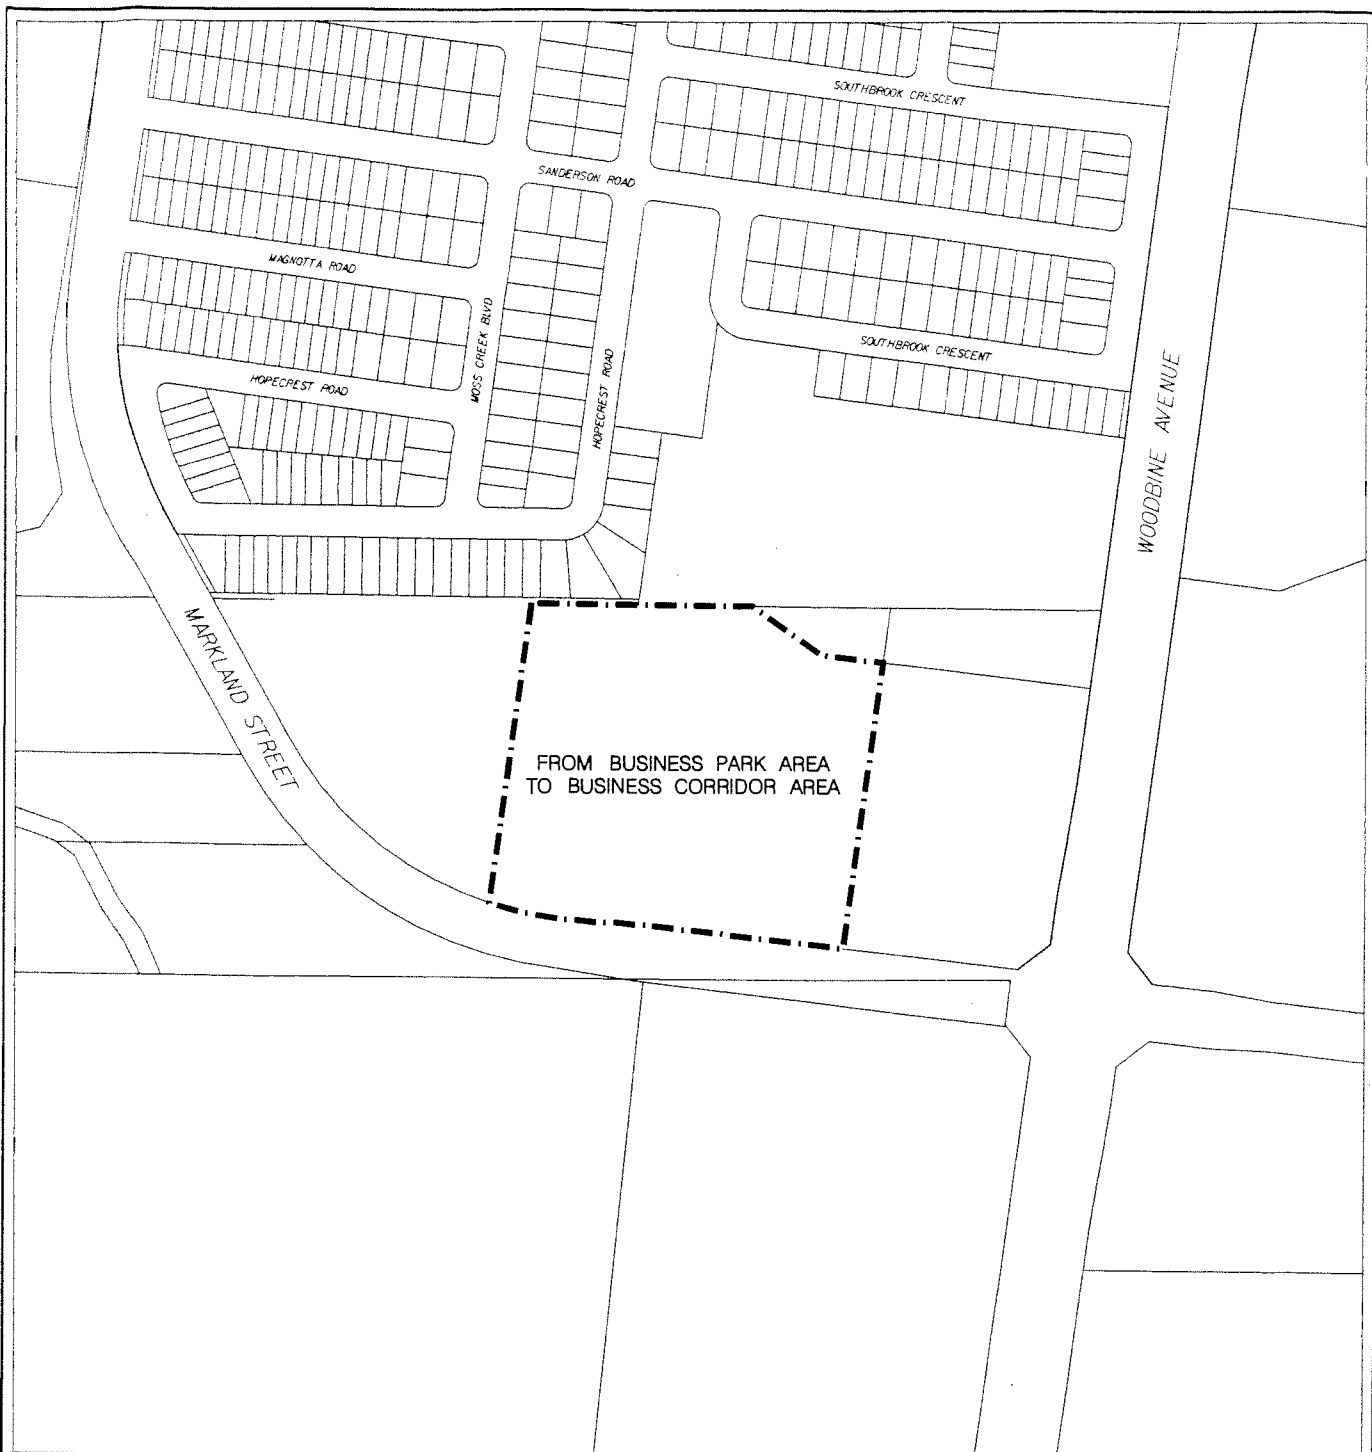 SOUTHBROOK CRESCENT
SANDERSON ROAD
MAGNOTTA ROAD
MOSS CREEK BLVD
HOPECREST ROAD
SOUTHBROOK CRESCENT
HOPECREST ROAD
WOODBINE AVENUE
MARKLAND STREET
FROM BUSINESS PARK AREA
TO BUSINESS CORRIDOR AREA